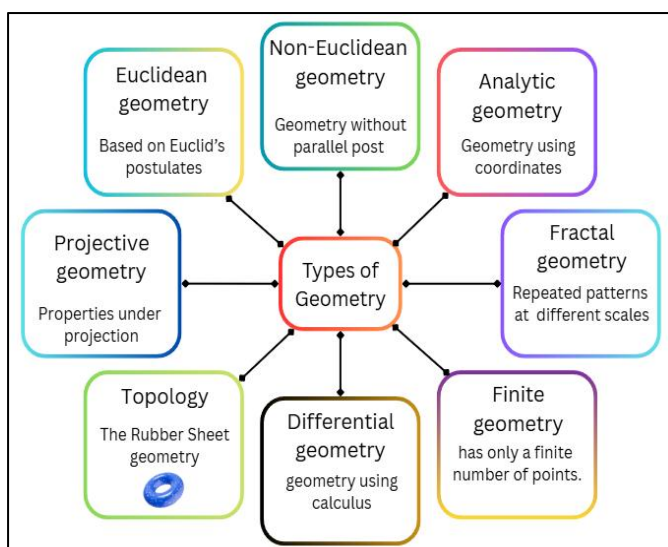 Euclidean
geometry
Based on Euclid's
postulates
Non-Euclidean
geometry
Geometry without
parallel post
Analytic
geometry
Geometry using
coordinates
Projective
geometry
Properties under
projection
Types of
Geometry
Fractal
geometry
Repeated patterns
at different scales
Topology
The Rubber Sheet
geometry
Differential
geometry
geometry using
calculus
Finite
geometry
has only a finite
number of points.